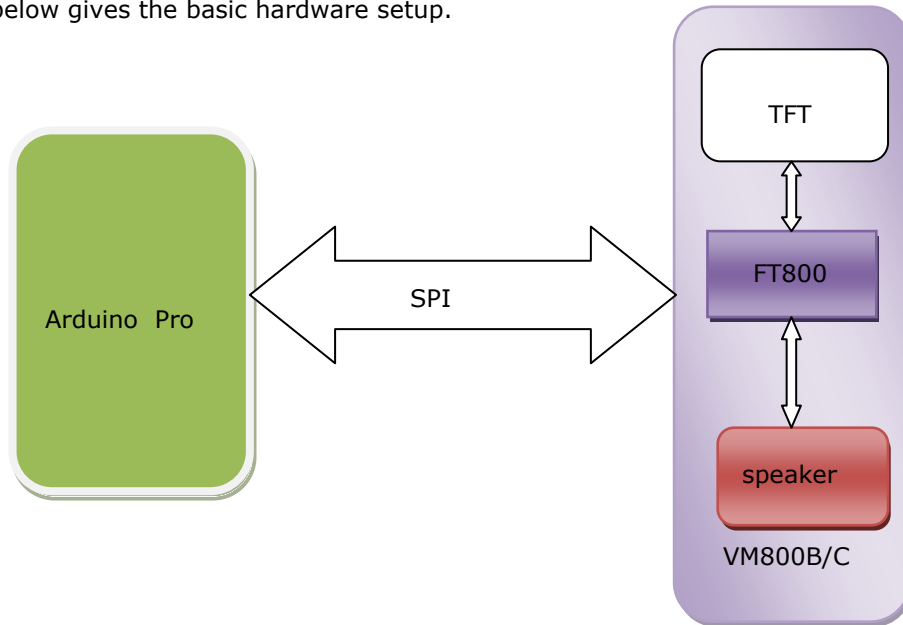 below gives the basic hardware setup.
TFT
FT800
SPI
Arduino Pro
speaker
VM800B/C